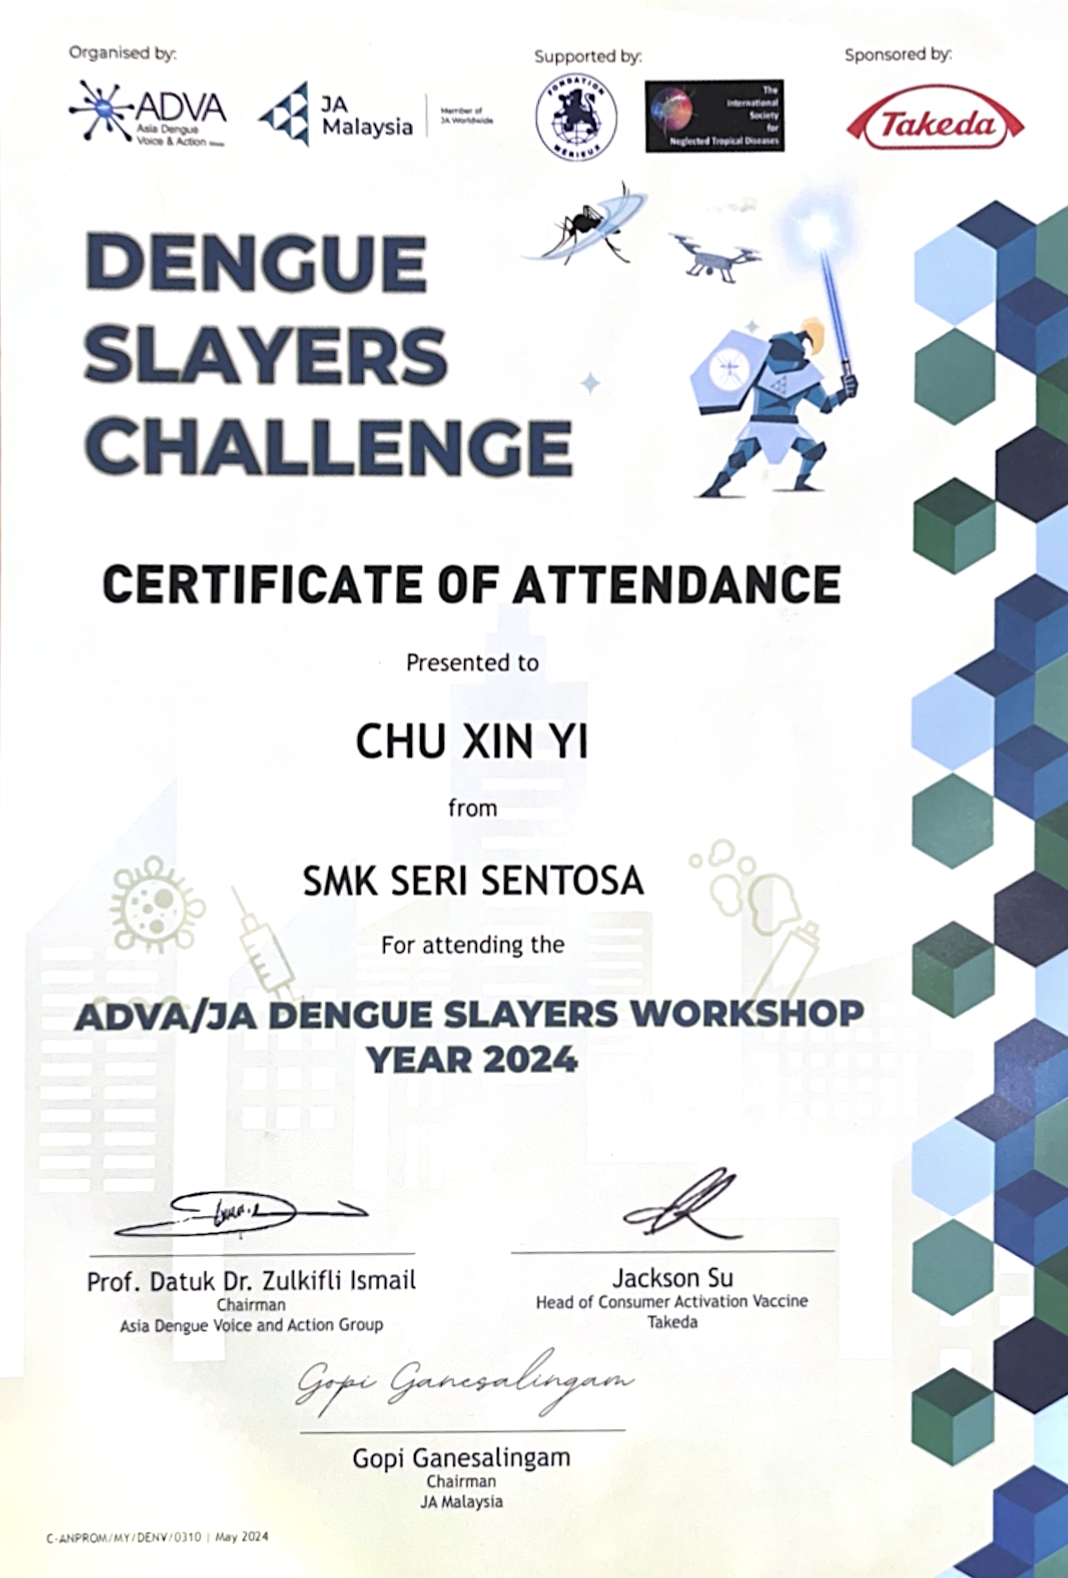 Organised by:
Supported by:
Sponsored by:
ADVA
Asia Dengue
Voice & Action
JA
Malaysia
Member of
JA Worldwide
FONDATION
MÉRIEUX
The
International
Society
for
Neglected Tropical Diseases
Takeda
DENGUE
SLAYERS
CHALLENGE
CERTIFICATE OF ATTENDANCE
Presented to
CHU XIN YI
from
SMK SERI SENTOSA
For attending the
ADVA/JA DENGUE SLAYERS WORKSHOP
YEAR 2024
Prof. Datuk Dr. Zulkifli Ismail
Chairman
Asia Dengue Voice and Action Group
Jackson Su
Head of Consumer Activation Vaccine
Takeda
Gopi Ganesalingam
Gopi Ganesalingam
Chairman
JA Malaysia
C-ANPROM/MY/DENV/0310 | May 2024